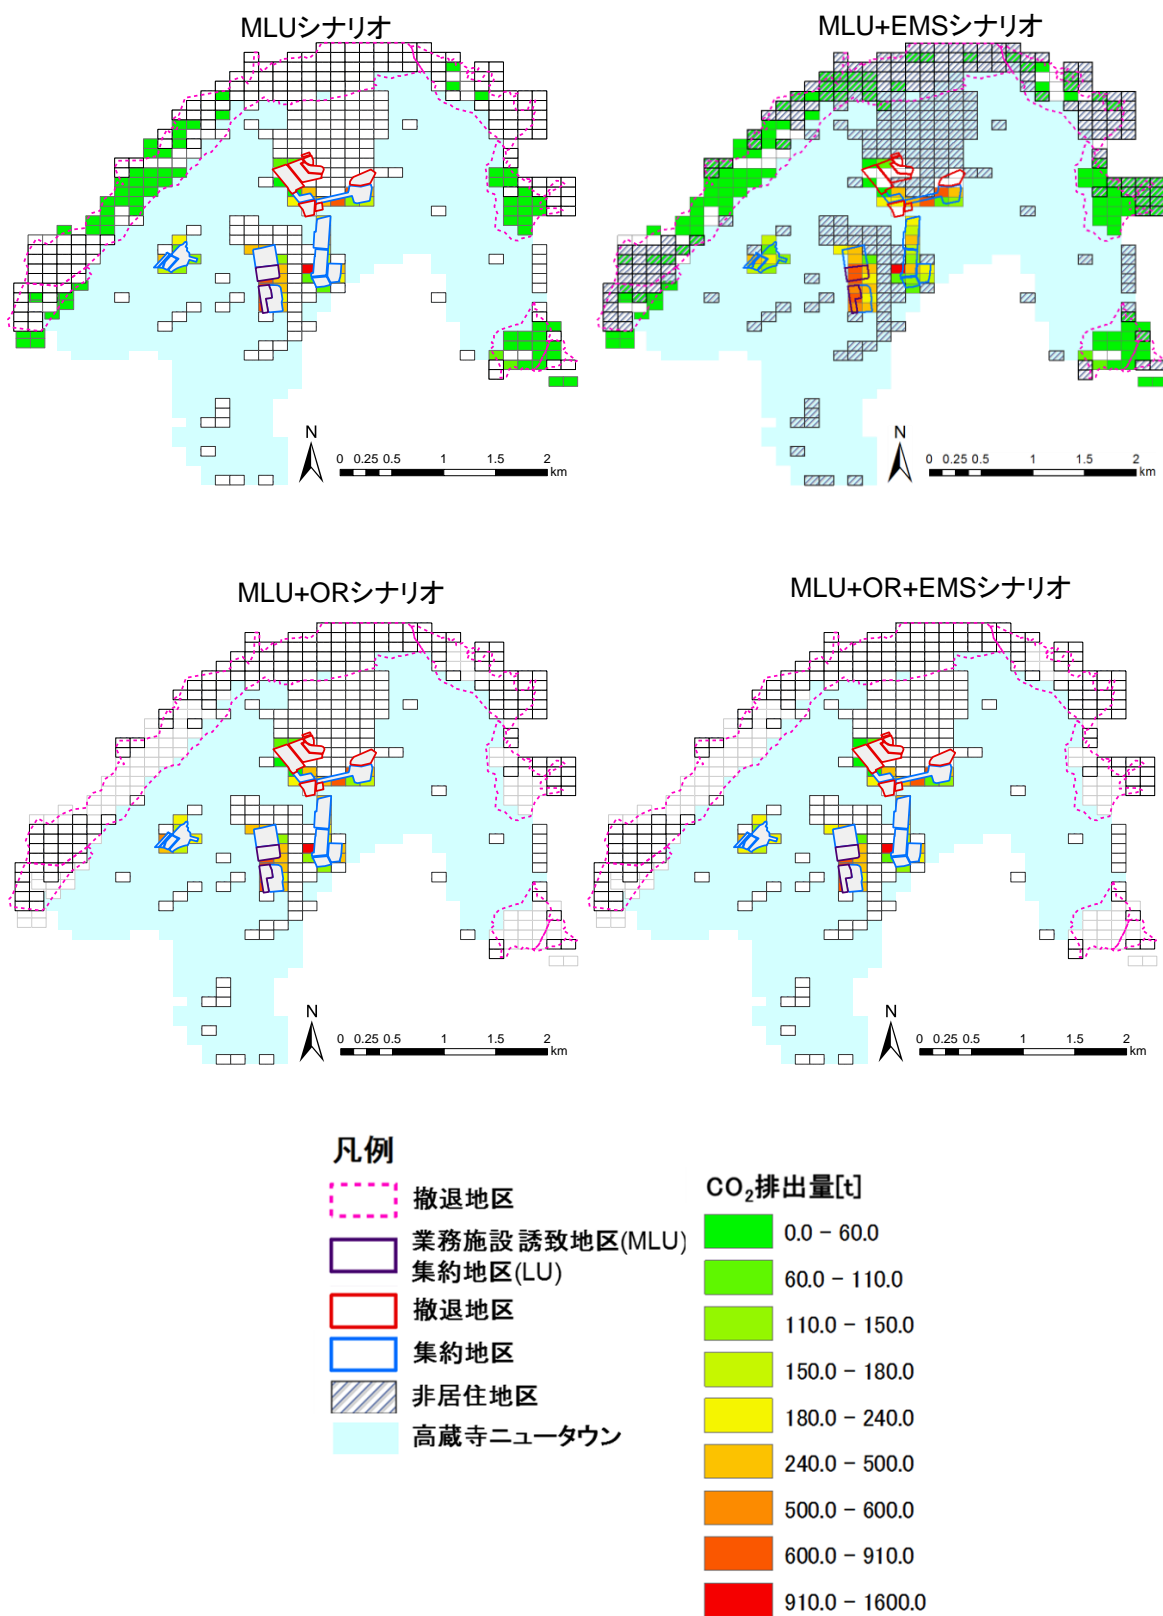 MLUシナリオ
MLU+EMSシナリオ
N
0 0.25 0.5 1 1.5 2
km
N
0 0.25 0.5 1 1.5 2
km
MLU+ORシナリオ
MLU+OR+EMSシナリオ
N
0 0.25 0.5 1 1.5 2
km
N
0 0.25 0.5 1 1.5 2
km
凡例
撤退地区
業務施設誘致地区(MLU)
集約地区(LU)
撤退地区
集約地区
非居住地区
高蔵寺ニュータウン
CO₂排出量[t]
0.0 − 60.0
60.0 − 110.0
110.0 − 150.0
150.0 − 180.0
180.0 − 240.0
240.0 − 500.0
500.0 − 600.0
600.0 − 910.0
910.0 − 1600.0